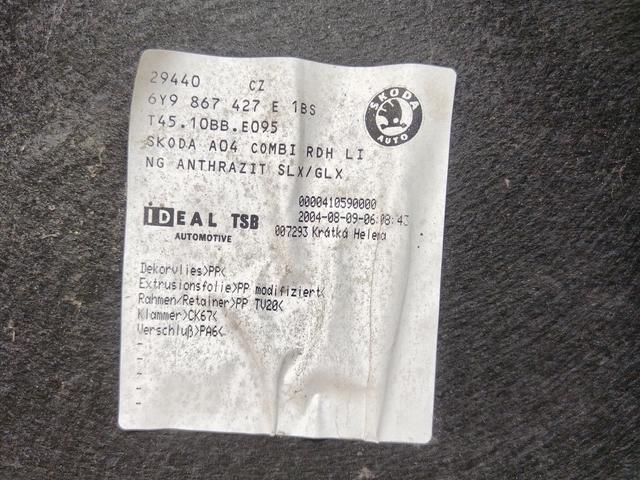 29440 CZ
6Y9 867 427 E 1BS
T45.10BB.E095
SKODA A04 COMBI RDH LI
NG ANTHRAZIT SLX/GLX
SKODA
AUTO
0000410590000
2004-08-09-06:08:43
007293 Krátká Helena
IDEAL TSB
AUTOMOTIVE
Dekorvlies>PP<
Extrusionsfolie>PP modifiziert<
Rahmen/Retainer>PP TV20<
Klammer>CK67<
Verschluß>PA6<
-
-
-
-
-